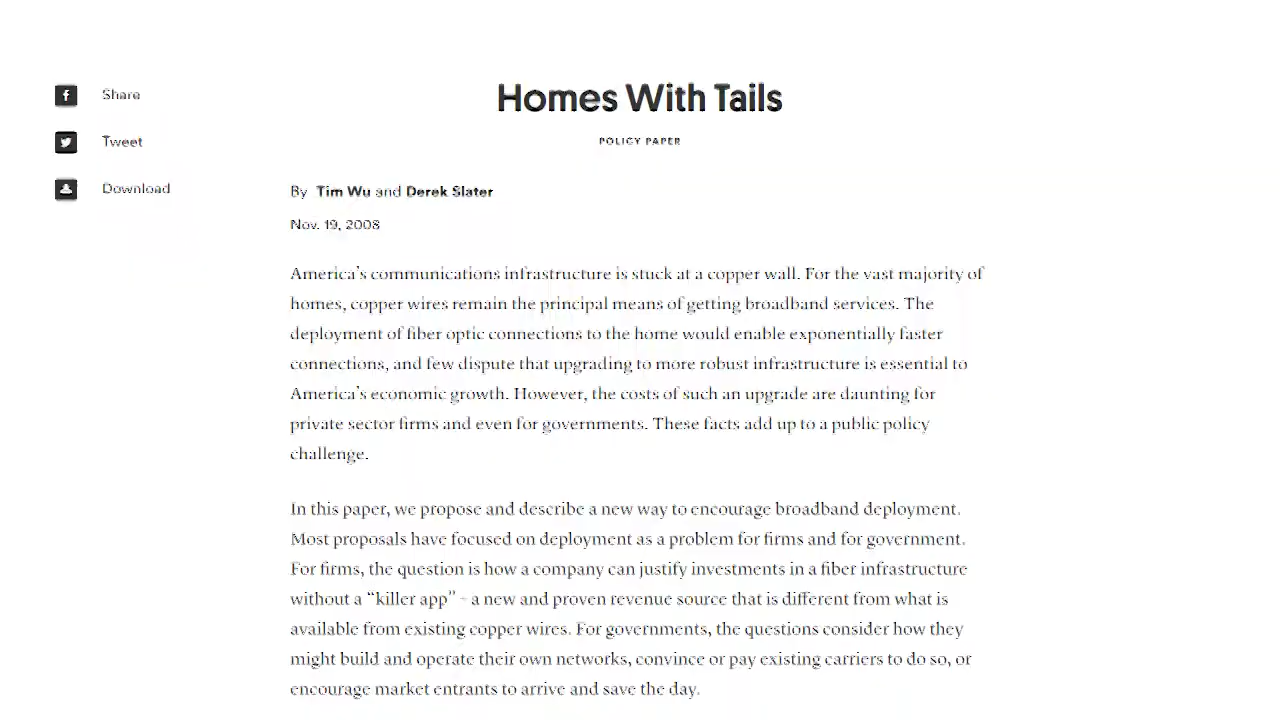 Share
Tweet
Download
Homes With Tails
POLICY PAPER
By Tim Wu and Derek Slater
Nov. 19, 2008
America's communications infrastructure is stuck at a copper wall. For the vast majority of
homes, copper wires remain the principal means of getting broadband services. The
deployment of fiber optic connections to the home would enable exponentially faster
connections, and few dispute that upgrading to more robust infrastructure is essential to
America's economic growth. However, the costs of such an upgrade are daunting for
private sector firms and even for governments. These facts add up to a public policy
challenge.
In this paper, we propose and describe a new way to encourage broadband deployment.
Most proposals have focused on deployment as a problem for firms and for government.
For firms, the question is how a company can justify investments in a fiber infrastructure
without a “killer app” - a new and proven revenue source that is different from what is
available from existing copper wires. For governments, the questions consider how they
might build and operate their own networks, convince or pay existing carriers to do so, or
encourage market entrants to arrive and save the day.